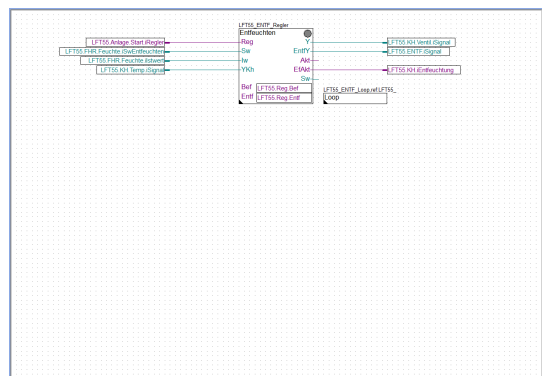 LFT55_ENTF_Regler
Entfeuchten
LFT55.Anlage.Start.iRegler Reg Y LFT55.KH.Ventil.iSignal
LFT55.FHR.Feuchte.iSwEntfeuchten Sw EntfY LFT55.ENTF.iSignal
LFT55.FHR.Feuchte.iIstwert Iw Akt
LFT55.KH.Temp.iSignal YKh EfAkt LFT55.KH.iEntfeuchtung
Sw
Bef LFT55.Reg.Bef
Entf LFT55.Reg.Entf
LFT55_ENTF_Loop.ref:LFT55_
Loop